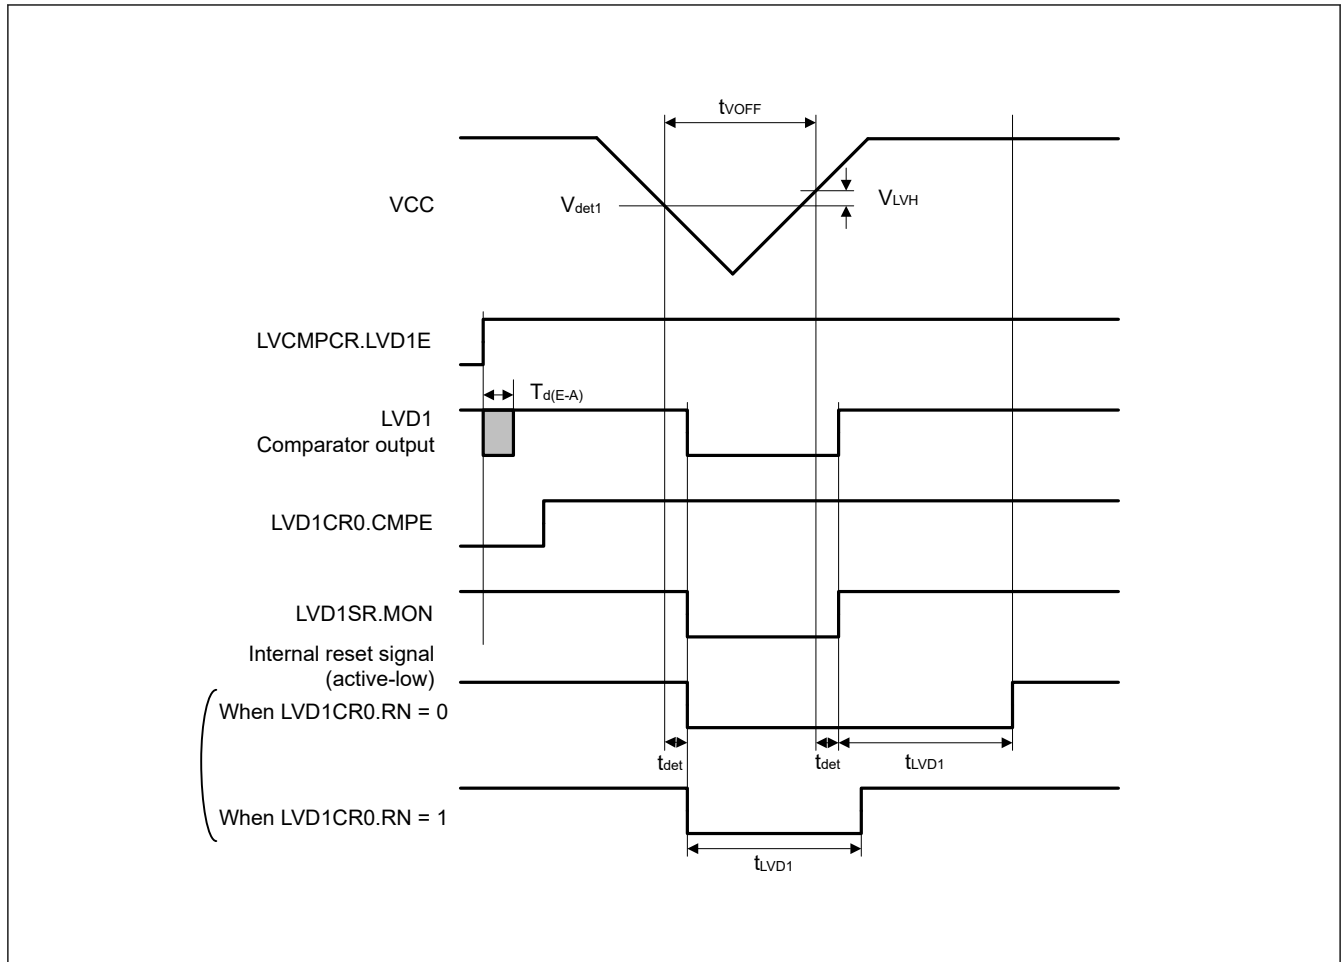 tVOFF
VCC
Vdet1
VLVH
LVCMPCR.LVD1E
Td(E-A)
LVD1
Comparator output
LVD1CR0.CMPE
LVD1SR.MON
Internal reset signal
(active-low)
When LVD1CR0.RN = 0
tdet
tdet
tLVD1
When LVD1CR0.RN = 1
tLVD1